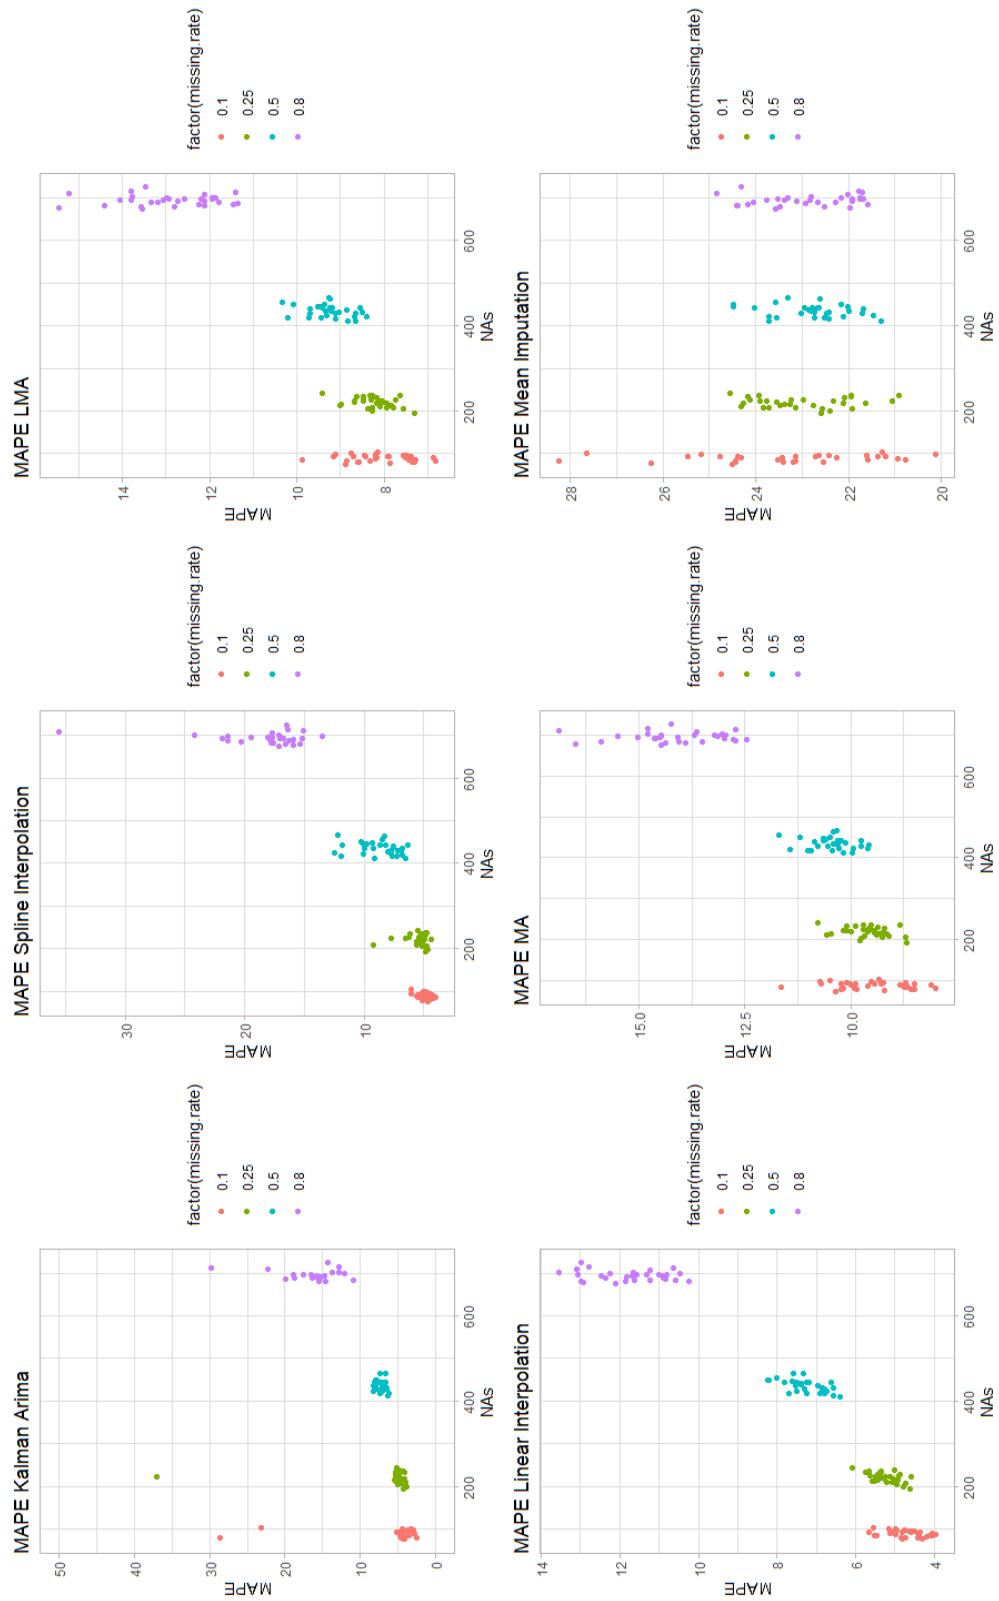 MAPE Kalman Arima
50
40
30
20
10
0
MAPE
200
400
600
NAs
factor(missing.rate)
0.1
0.25
0.5
0.8
MAPE Spline Interpolation
30
20
10
MAPE
200
400
600
NAs
factor(missing.rate)
0.1
0.25
0.5
0.8
MAPE LMA
14
12
10
8
MAPE
200
400
600
NAs
factor(missing.rate)
0.1
0.25
0.5
0.8
MAPE Linear Interpolation
14
12
10
8
6
4
MAPE
200
400
600
NAs
factor(missing.rate)
0.1
0.25
0.5
0.8
MAPE MA
15.0
12.5
10.0
MAPE
200
400
600
NAs
factor(missing.rate)
0.1
0.25
0.5
0.8
MAPE Mean Imputation
28
26
24
22
20
MAPE
200
400
600
NAs
factor(missing.rate)
0.1
0.25
0.5
0.8